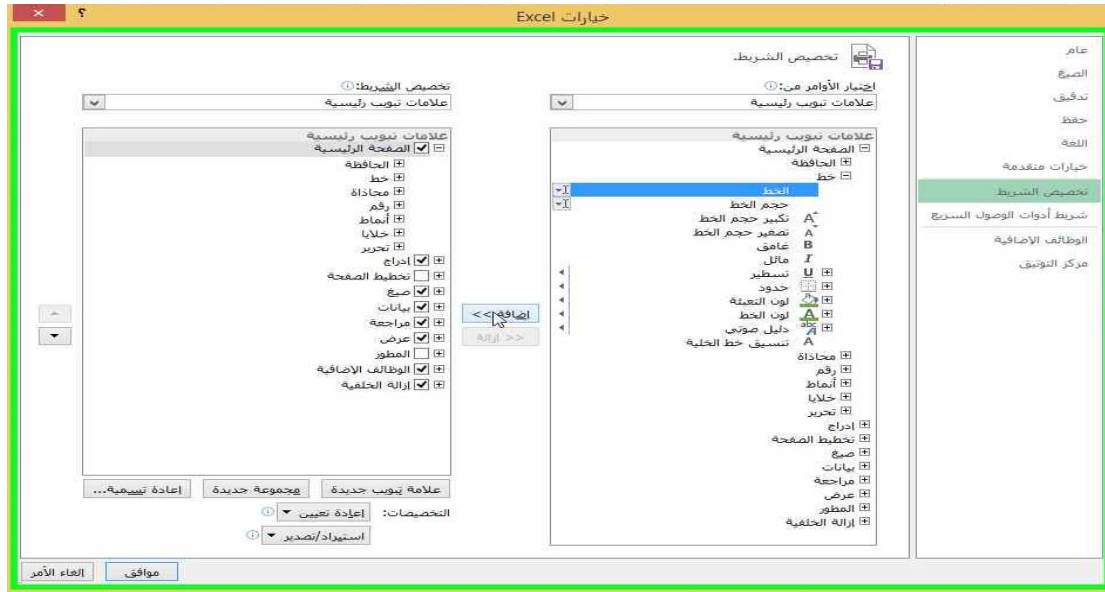 خيارات Excel
؟ ×
عام
الصيغ
تدقيق
حفظ
اللغة
خيارات متقدمة
تخصيص الشريط
شريط أدوات الوصول السريع
الوظائف الإضافية
مركز التوثيق
تخصيص الشريط.
اختيار الأوامر من:
علامات تبويب رئيسية
علامات تبويب رئيسية
الصفحة الرئيسية
الحافظة
خط
الخط
حجم الخط
تكبير حجم الخط
تصغير حجم الخط
غامق
مائل
تسطير
حدود
لون التعبئة
لون الخط
دليل صوتي
تنسيق خط الخلية
محاذاة
رقم
أنماط
خلايا
تحرير
إدراج
تخطيط الصفحة
صيغ
بيانات
مراجعة
عرض
المطور
إزالة الخلفية
إضافة >>
<< إزالة
تخصيص الشريط:
علامات تبويب رئيسية
علامات تبويب رئيسية
الصفحة الرئيسية
الحافظة
خط
محاذاة
رقم
أنماط
خلايا
تحرير
إدراج
تخطيط الصفحة
صيغ
بيانات
مراجعة
عرض
المطور
الوظائف الإضافية
إزالة الخلفية
علامة تبويب جديدة مجموعة جديدة إعادة تسمية...
التخصيصات: إعادة تعيين
استيراد/تصدير
موافق إلغاء الأمر